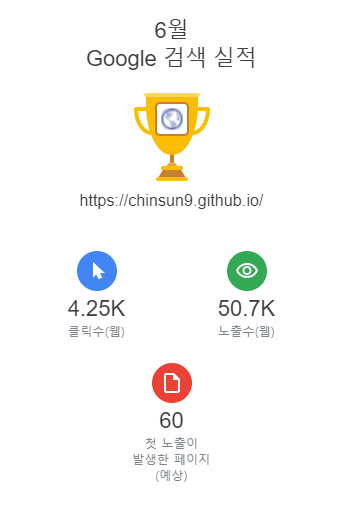 6월
Google 검색 실적
https://chinsun9.github.io/
4.25K
클릭수(웹)
50.7K
노출수(웹)
60
첫 노출이
발생한 페이지
(예상)